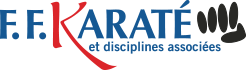 F.F.KARATÉ
et disciplines associées